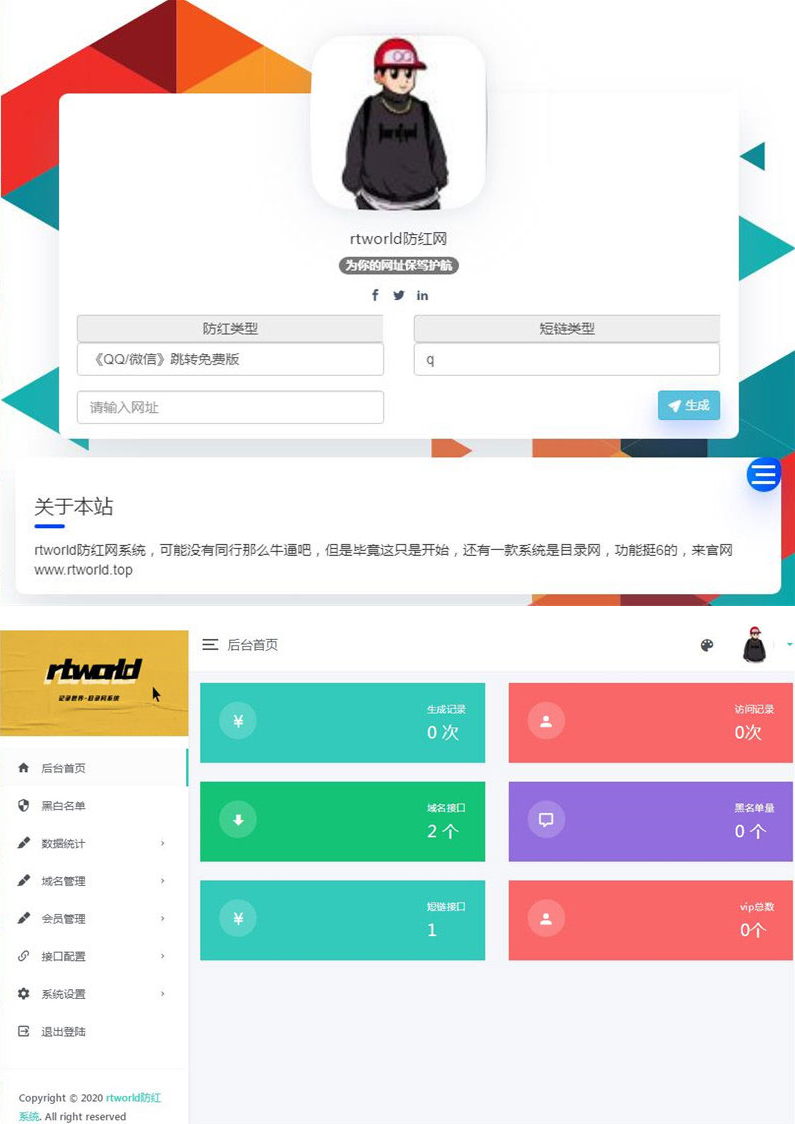 rtworld防红网
为你的网址保驾护航
防红类型
短链类型
《QQ/微信》跳转免费版
q
请输入网址
生成
关于本站
rtworld防红网系统，可能没有同行那么牛逼吧，但是毕竟这只是开始，还有一款系统是目录网，功能挺6的，来官网
www.rtworld.top
rtworld
记录世界-目录网系统
后台首页
生成记录
0 次
访问记录
0次
域名接口
2 个
黑名单量
0 个
短链接口
1
vip总数
0个
后台首页
黑白名单
数据统计
域名管理
会员管理
接口配置
系统设置
退出登陆
Copyright © 2020 rtworld防红
系统. All right reserved